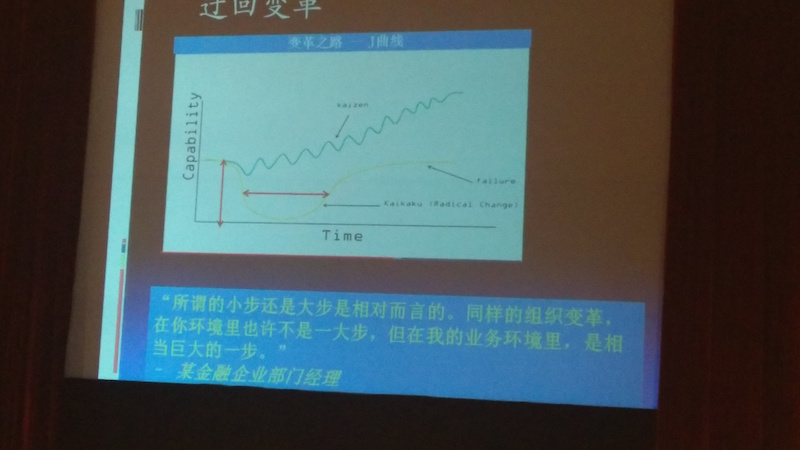 迂回变革
变革之路——J曲线
Capability
kaizen
failure
Kaikaku (Radical Change)
Time
“所谓的小步还是大步是相对而言的。同样的组织变革，
在你环境里也许不是一大步，但在我的业务环境里，是相
当巨大的一步。”
- 某金融企业部门经理